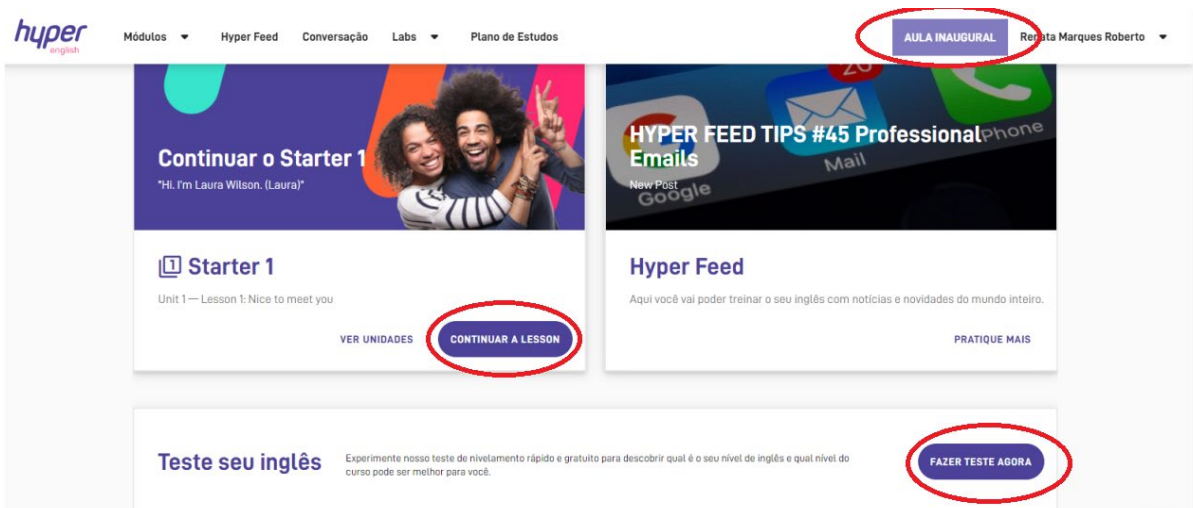 hyper
english
Módulos
Hyper Feed
Conversação
Labs
Plano de Estudos
AULA INAUGURAL
Renata Marques Roberto
Continuar o Starter 1
"Hi. I'm Laura Wilson. (Laura)"
20
HYPER FEED TIPS #45 Professional
Emails
New Post
Google
Mail
Phone
1 Starter 1
Unit 1 — Lesson 1: Nice to meet you
VER UNIDADES
CONTINUAR A LESSON
Hyper Feed
Aqui você vai poder treinar o seu inglês com notícias e novidades do mundo inteiro.
PRATIQUE MAIS
Teste seu inglês
Experimente nosso teste de nivelamento rápido e gratuito para descobrir qual é o seu nível de inglês e qual nível do
curso pode ser melhor para você.
FAZER TESTE AGORA